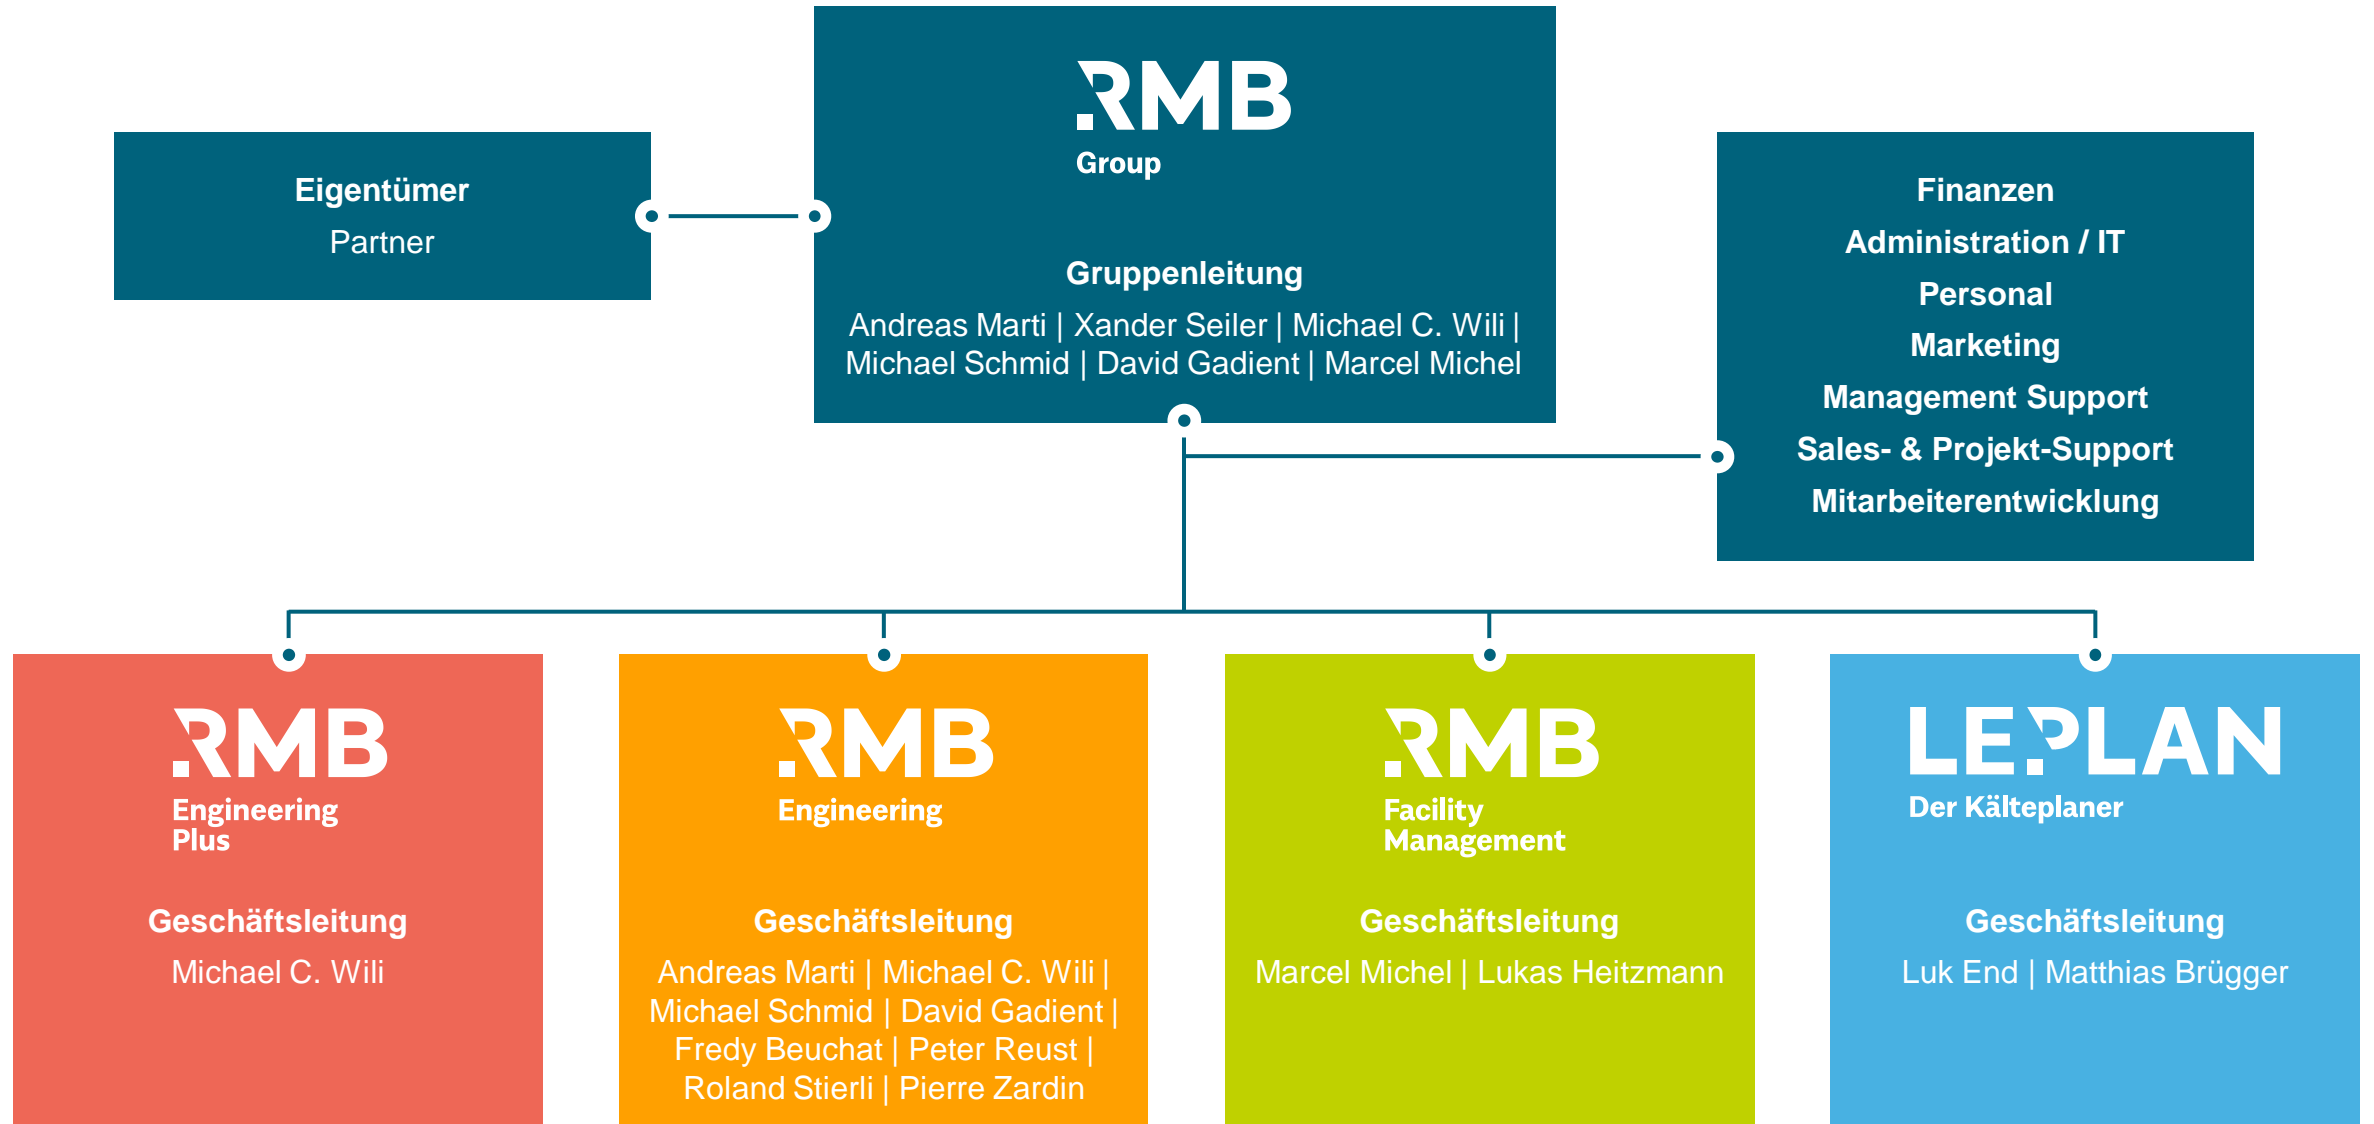 RMB
Group
Eigentümer
Partner
Gruppenleitung
Andreas Marti | Xander Seiler | Michael C. Wili |
Michael Schmid | David Gadient | Marcel Michel
Finanzen
Administration / IT
Personal
Marketing
Management Support
Sales- & Projekt-Support
Mitarbeiterentwicklung
RMB
Engineering
Plus
Geschäftsleitung
Michael C. Wili
RMB
Engineering
Geschäftsleitung
Andreas Marti | Michael C. Wili |
Michael Schmid | David Gadient |
Fredy Beuchat | Peter Reust |
Roland Stierli | Pierre Zardin
RMB
Facility
Management
Geschäftsleitung
Marcel Michel | Lukas Heitzmann
LEPLAN
Der Kälteplaner
Geschäftsleitung
Luk End | Matthias Brügger